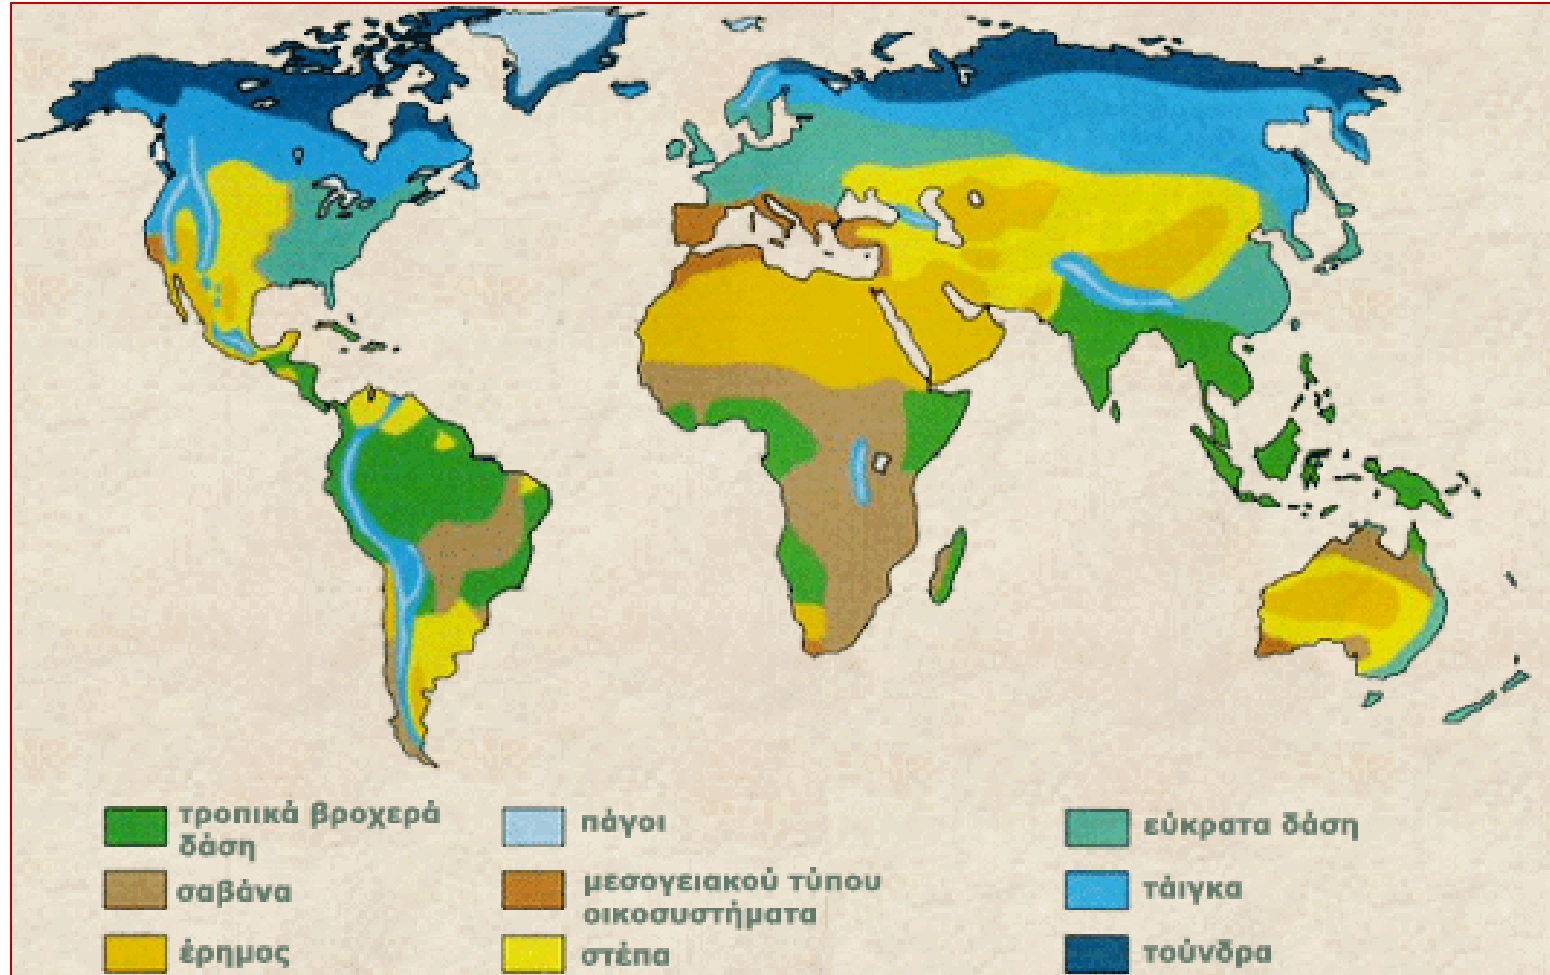 τροπικά βροχερά
δάση
σαβάνα
έρημος
πάγοι
μεσογειακού τύπου
οικοσυστήματα
στέπα
εύκρατα δάση
τάιγκα
τούνδρα